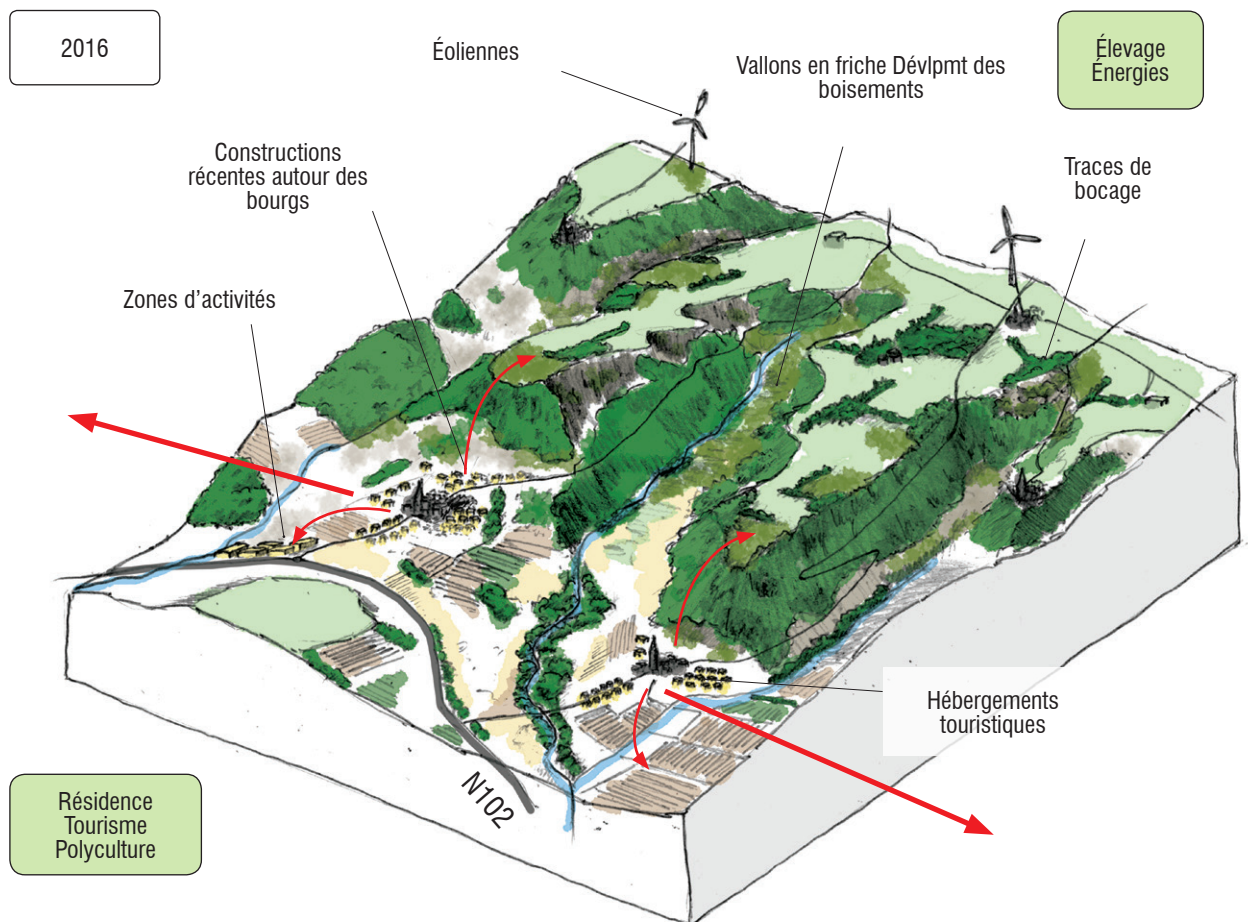 2016
Éoliennes
Vallons en friche Dévlpmt des
boisements
Élevage
Énergies
Constructions
récentes autour des
bourgs
Traces de
bocage
Zones d’activités
Hébergements
touristiques
N102
Résidence
Tourisme
Polyculture